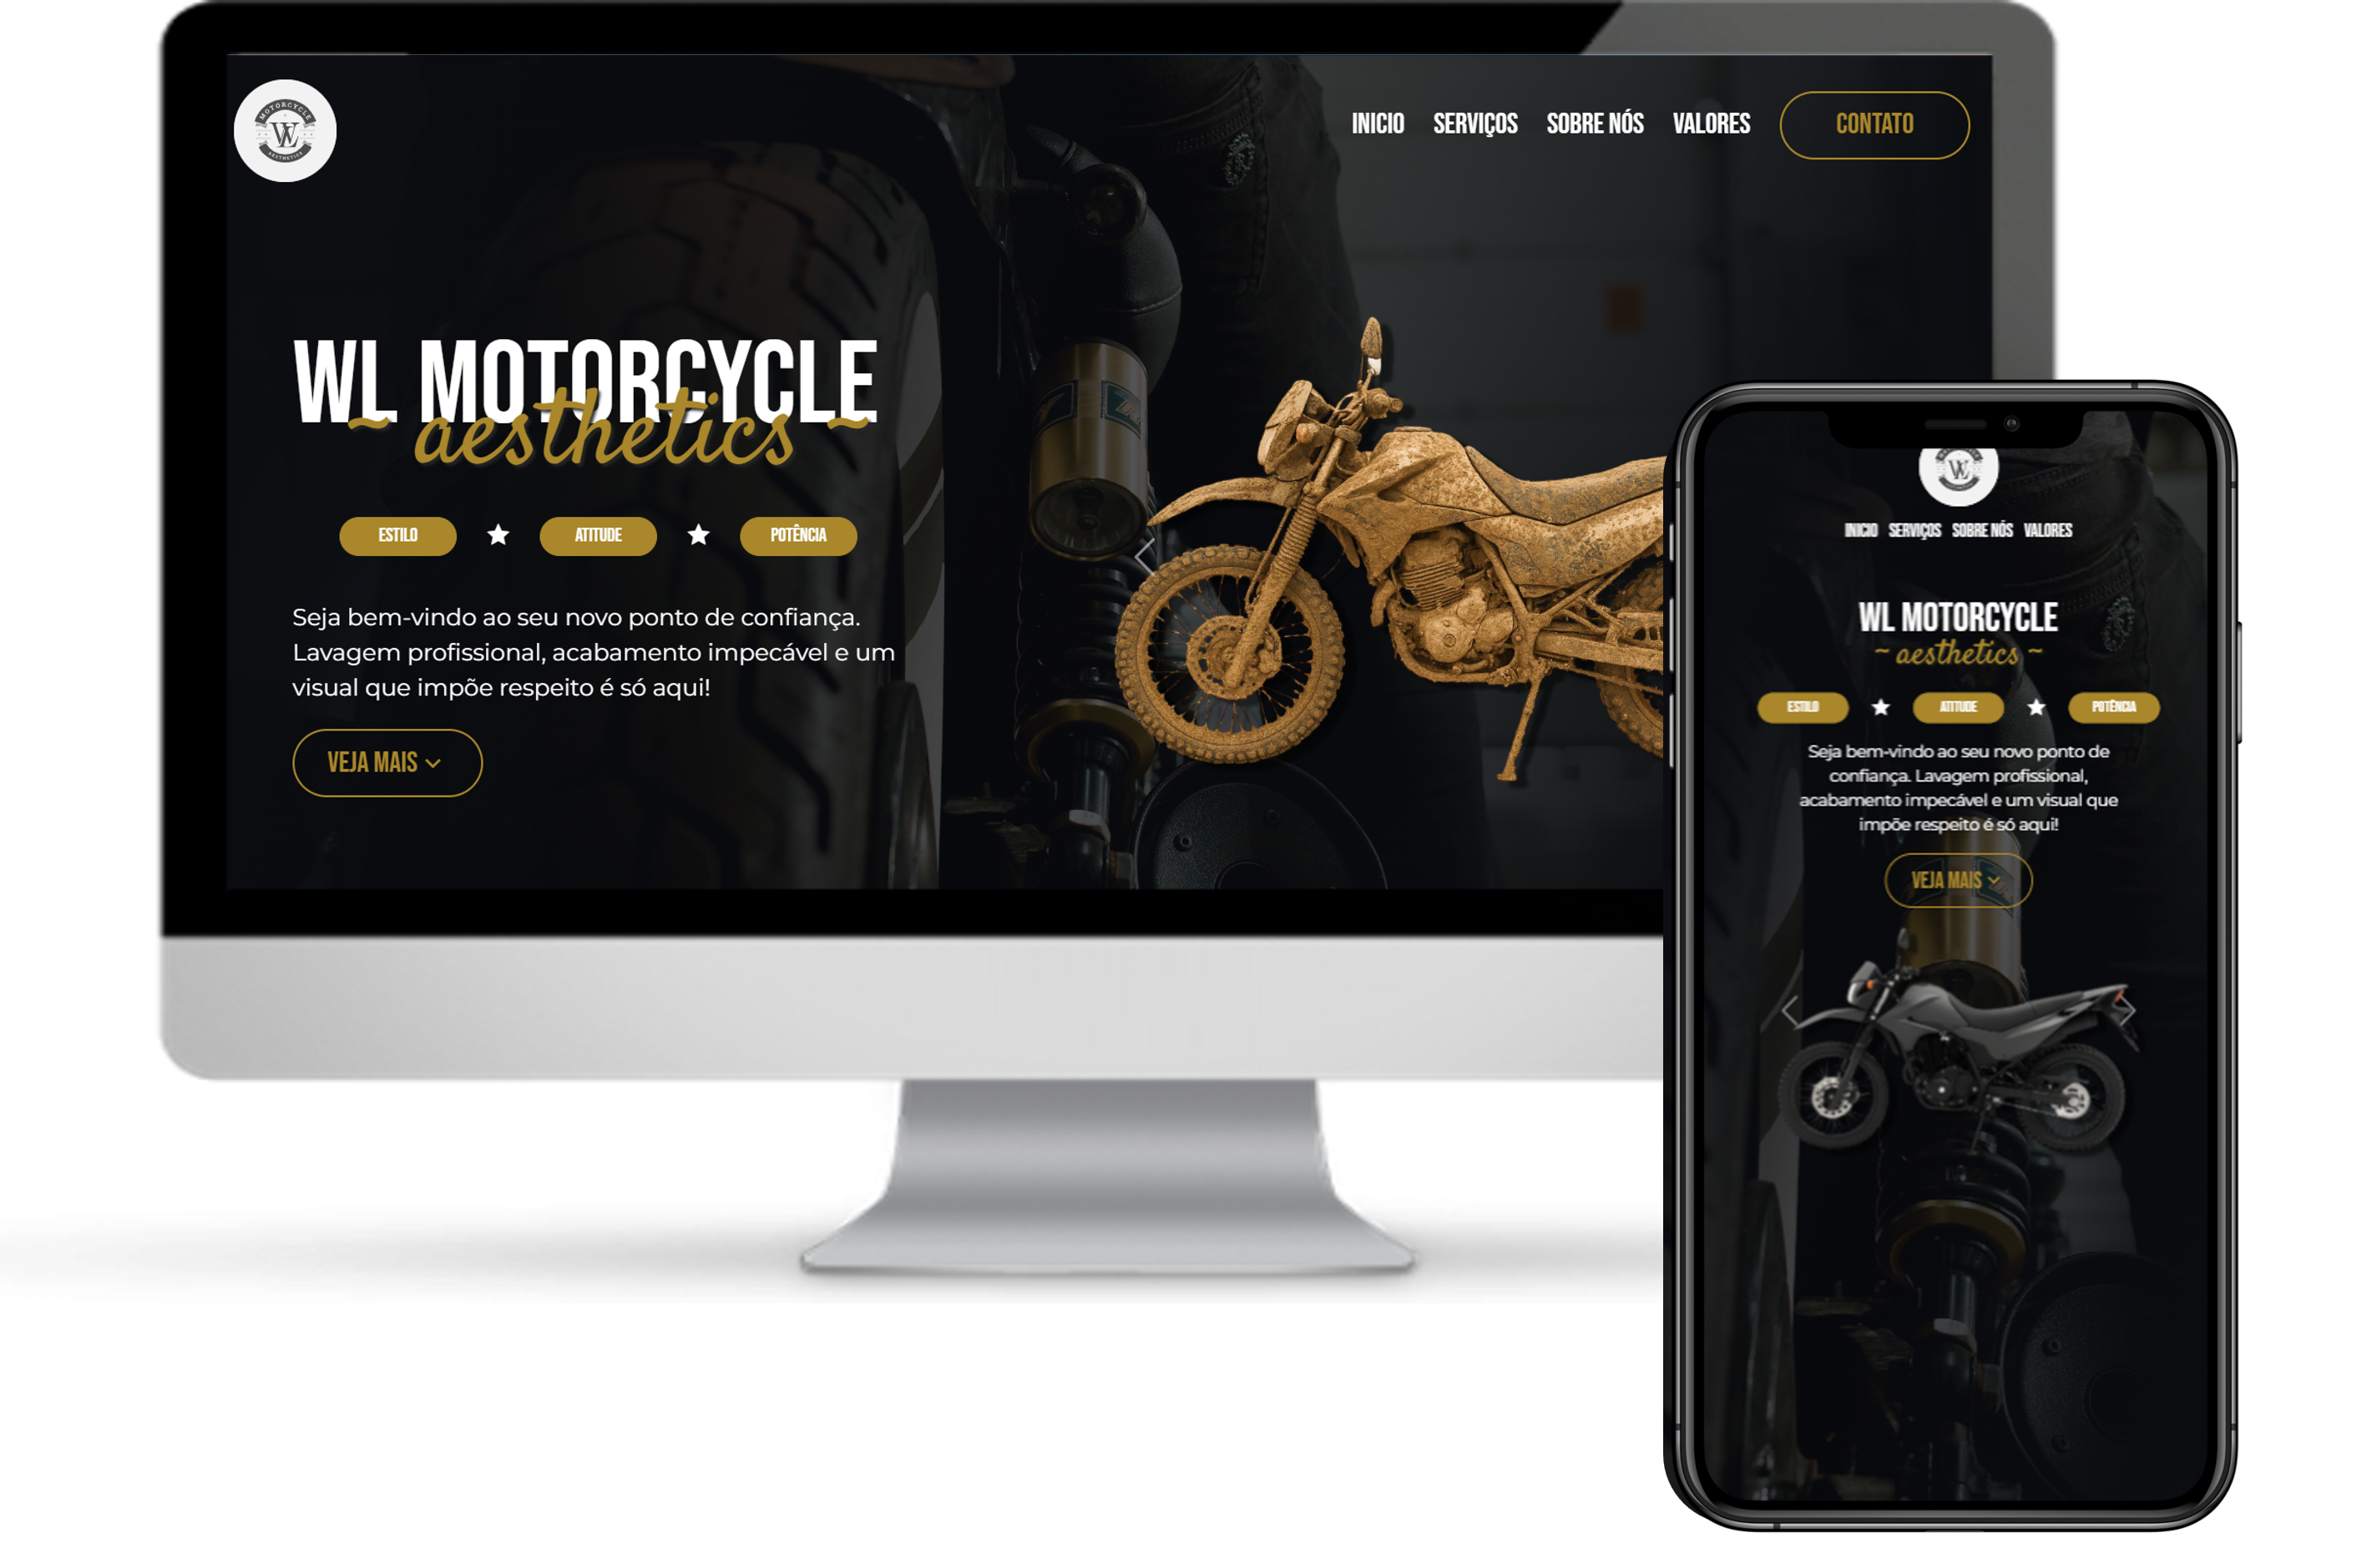 MOTORCYCLE
WL
AESTHETICS
INICIO SERVIÇOS SOBRE NÓS VALORES CONTATO
WL MOTORCYCLE
~ aesthetics ~
ESTILO ★ ATITUDE ★ POTÊNCIA
Seja bem-vindo ao seu novo ponto de confiança.
Lavagem profissional, acabamento impecável e um
visual que impõe respeito é só aqui!
VEJA MAIS
WL
INICIO SERVIÇOS SOBRE NÓS VALORES
WL MOTORCYCLE
~ aesthetics ~
ESTILO ★ ATITUDE ★ POTÊNCIA
Seja bem-vindo ao seu novo ponto de
confiança. Lavagem profissional,
acabamento impecável e um visual que
impõe respeito é só aqui!
VEJA MAIS